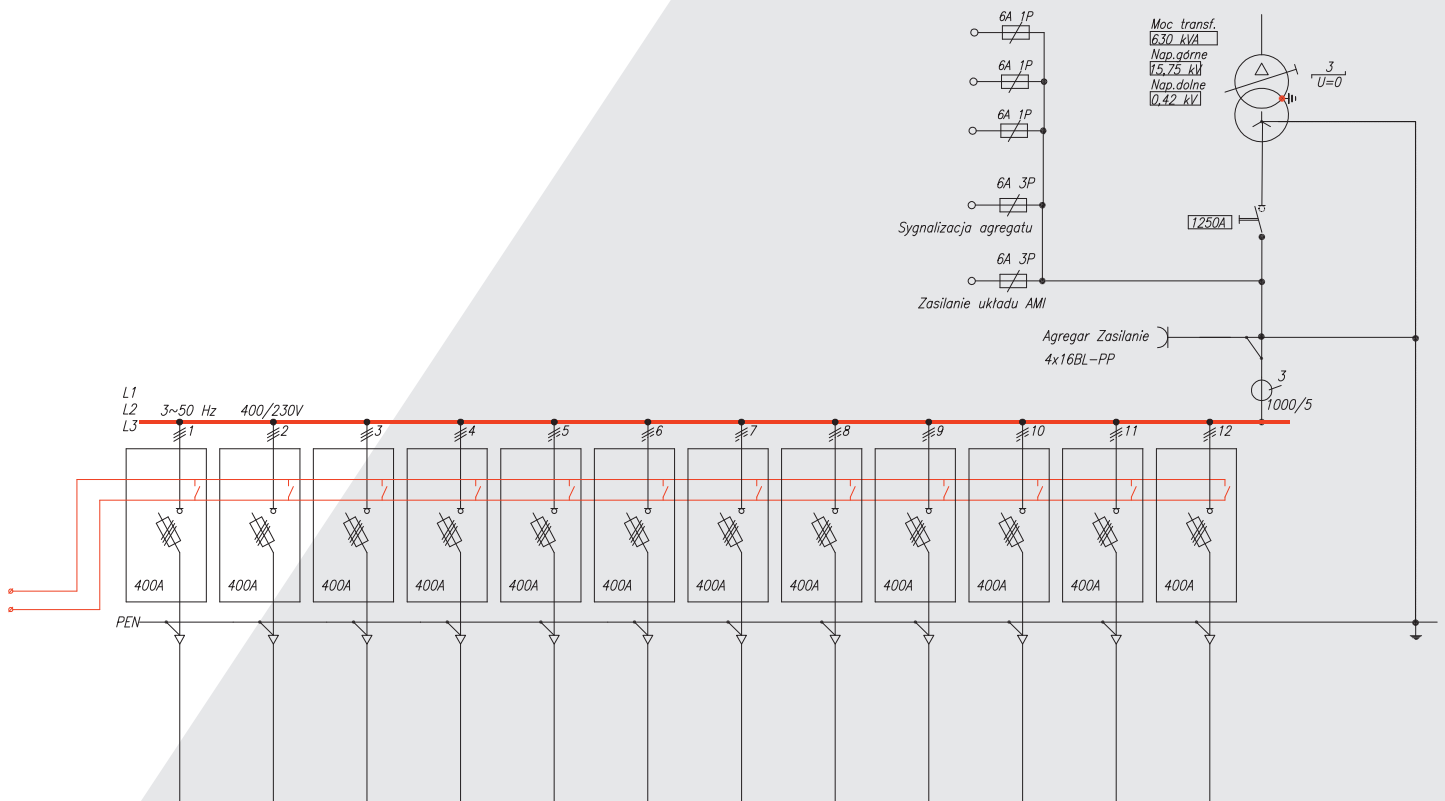 6A 1P
6A 1P
6A 1P
6A 3P
Sygnalizacja agregatu
6A 3P
Zasilanie układu AMI
Moc transf.
630 kVA
Nap.górne
15,75 kV
Nap.dolne
0,42 kV
3
U=0
1250A
Agregar Zasilanie
4x16BL-PP
3
1000/5
L1
L2 3~50 Hz 400/230V
L3
1 2 3 4 5 6 7 8 9 10 11 12
400A 400A 400A 400A 400A 400A 400A 400A 400A 400A 400A 400A
PEN